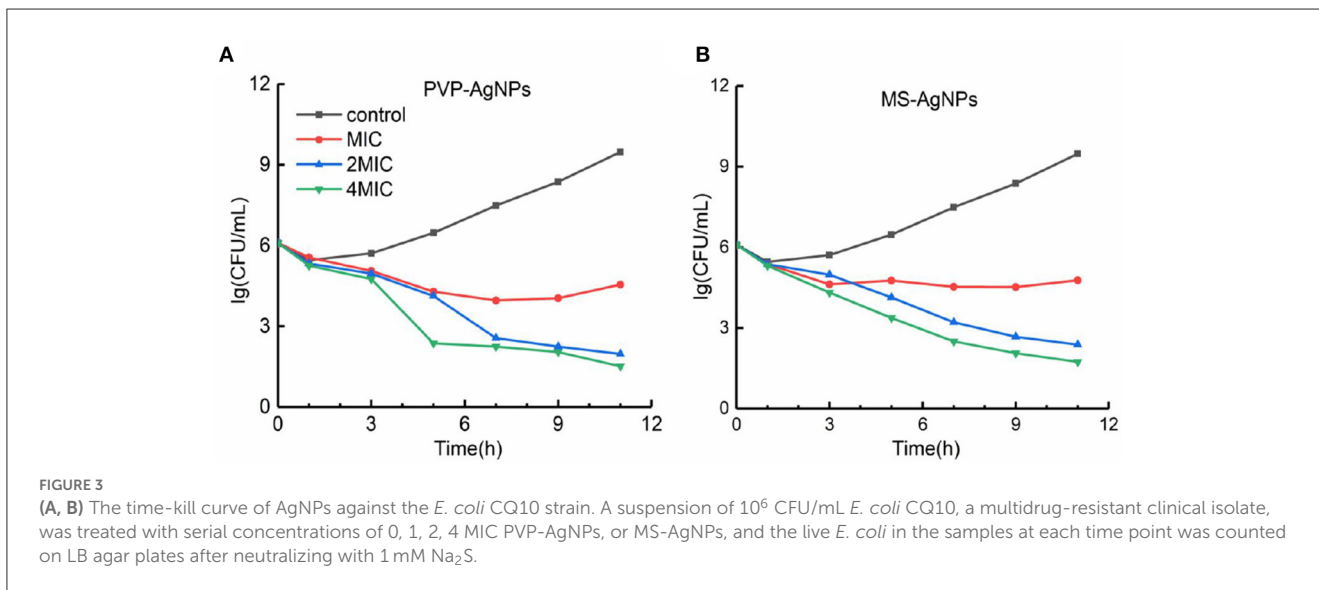 A
PVP-AgNPs
control
MIC
2MIC
4MIC
lg(CFU/mL)
12
9
6
3
0
0 3 6 9 12
Time(h)
B
MS-AgNPs
lg(CFU/mL)
12
9
6
3
0
0 3 6 9 12
Time(h)
FIGURE 3
(A, B) The time-kill curve of AgNPs against the E. coli CQ10 strain. A suspension of 10⁶ CFU/mL E. coli CQ10, a multidrug-resistant clinical isolate,
was treated with serial concentrations of 0, 1, 2, 4 MIC PVP-AgNPs, or MS-AgNPs, and the live E. coli in the samples at each time point was counted
on LB agar plates after neutralizing with 1 mM Na₂S.